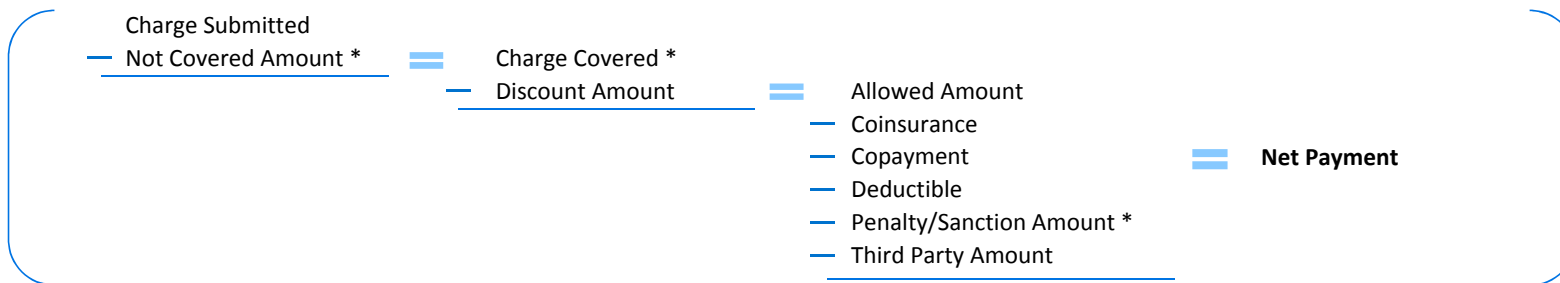 Charge Submitted
— Not Covered Amount * = Charge Covered *
— Discount Amount = Allowed Amount
— Coinsurance
— Copayment = Net Payment
— Deductible
— Penalty/Sanction Amount *
— Third Party Amount